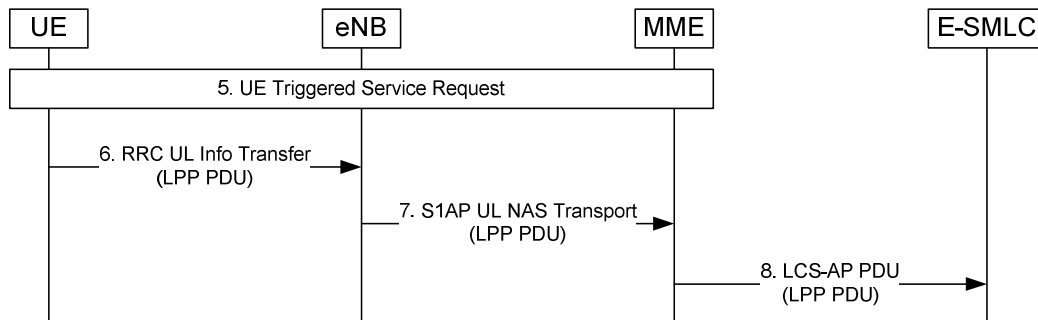 UE
eNB
MME
E-SMLC
5. UE Triggered Service Request
6. RRC UL Info Transfer
(LPP PDU)
7. S1AP UL NAS Transport
(LPP PDU)
8. LCS-AP PDU
(LPP PDU)